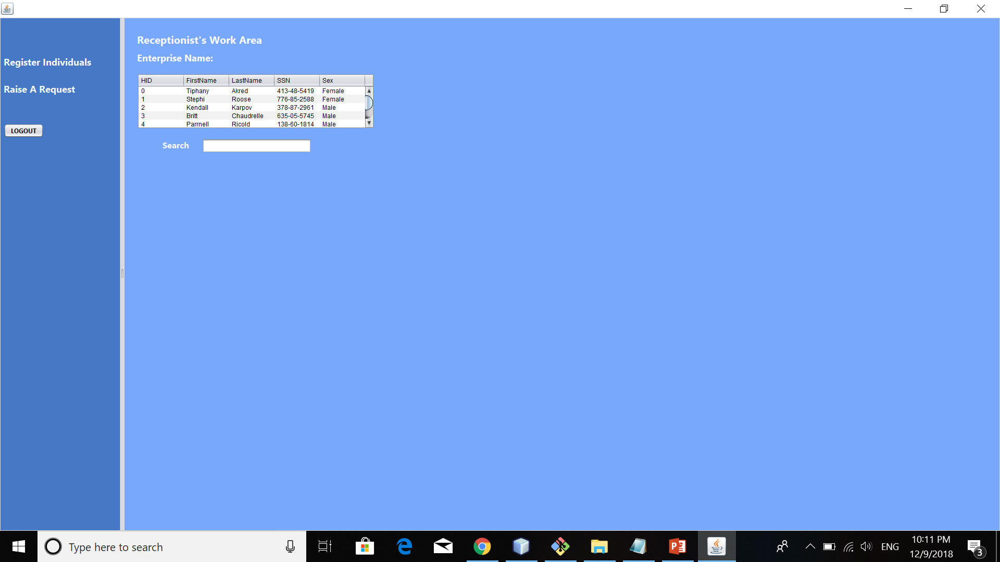 Register Individuals
Raise A Request
LOGOUT
Receptionist's Work Area
Enterprise Name:
HID FirstName LastName SSN Sex
0 Tiphany Akred 413-48-5419 Female
1 Stephi Roose 776-85-2588 Female
2 Kendall Karpov 378-87-2961 Male
3 Britt Chaudrelle 635-05-5745 Male
4 Parrnell Ricold 138-60-1814 Male
Search
Type here to search
ENG
10:11 PM
12/9/2018
3